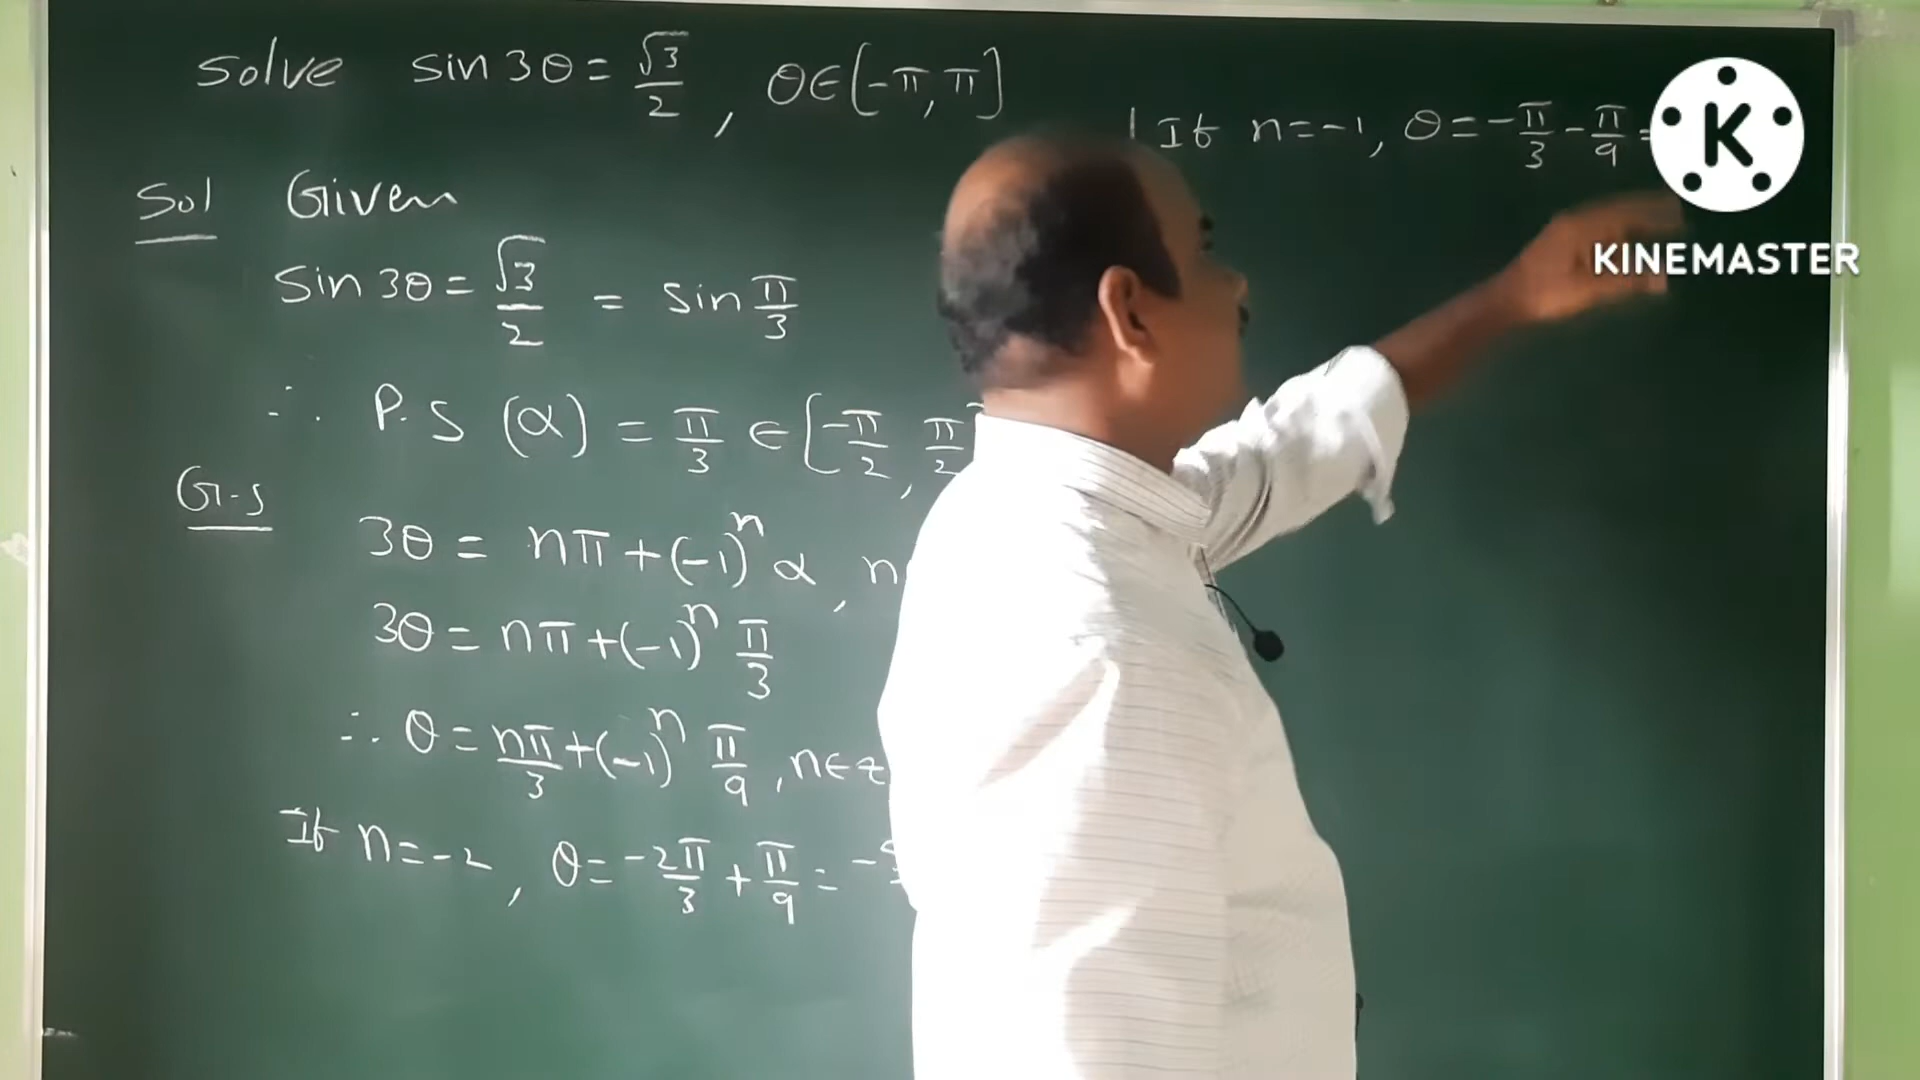 Solve sin 3θ = √3/2 , θ∈[-π, π]
Sol Given
Sin 3θ = √3/2 = Sin π/3
∴ P.S (α) = π/3 ∈ [-π/2, π/2
G.S
3θ = nπ + (-1)ⁿ α, n
3θ = nπ + (-1)ⁿ π/3
∴ θ = nπ/3 + (-1)ⁿ π/9 , n∈z
If n = -2 , θ = -2π/3 + π/9 = -
If n = -1, θ = -π/3 - π/9 =
K
KINEMASTER